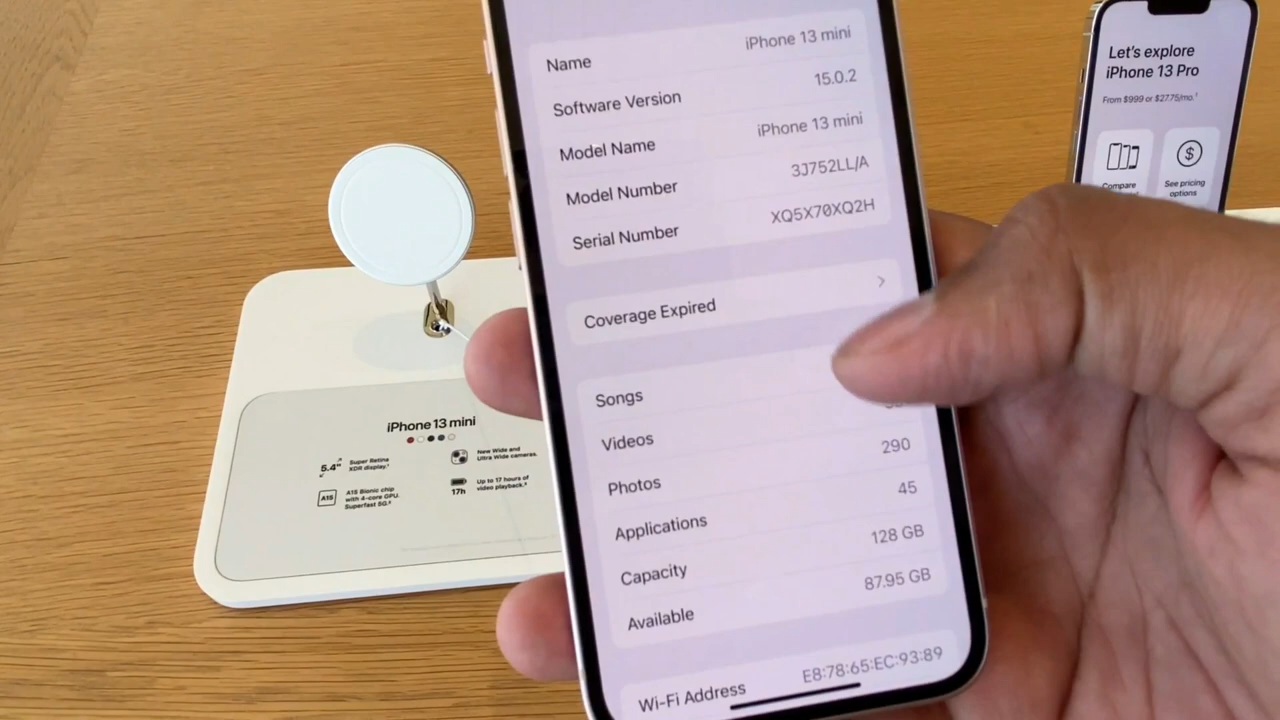 Name iPhone 13 mini
Software Version 15.0.2
Model Name iPhone 13 mini
Model Number 3J752LL/A
Serial Number XQ5X70XQ2H
Coverage Expired
Songs
Videos
Photos 290
Applications 45
Capacity 128 GB
Available 87.95 GB
Wi-Fi Address E8:78:65:EC:93:89
Let's explore
iPhone 13 Pro
From $999 or $27.75/mo.¹
Compare
See pricing
options
iPhone 13 mini
5.4"
Super Retina
XDR display.¹
New Wide and
Ultra Wide cameras.
A15
A15 Bionic chip
with 4-core GPU.
Superfast 5G.²
17h
Up to 17 hours of
video playback.³